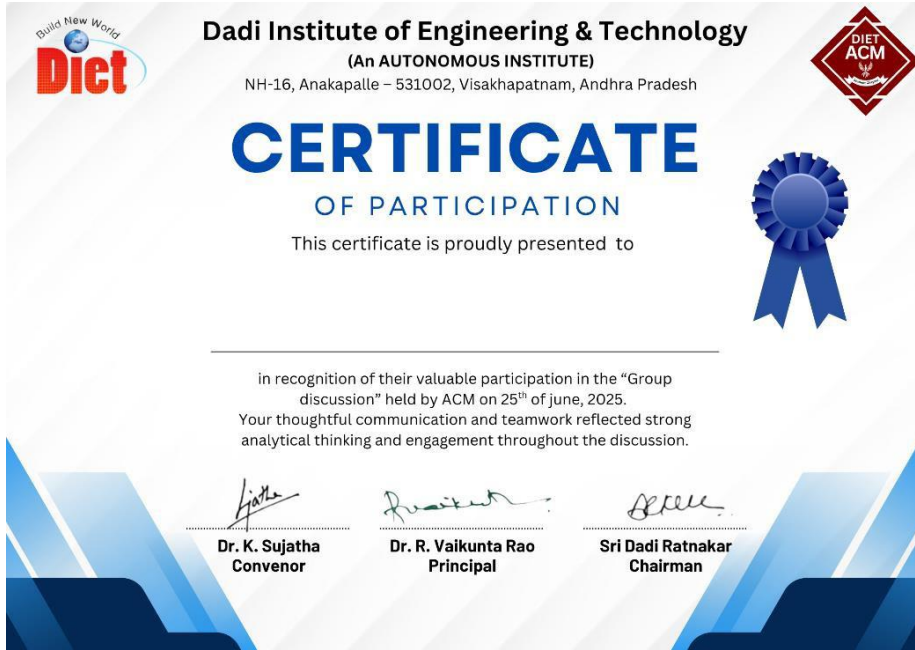 Build New World
Diet
Dadi Institute of Engineering & Technology
(An AUTONOMOUS INSTITUTE)
NH-16, Anakapalle – 531002, Visakhapatnam, Andhra Pradesh
DIET
ACM
CERTIFICATE
OF PARTICIPATION
This certificate is proudly presented to
in recognition of their valuable participation in the “Group
discussion” held by ACM on 25th of june, 2025.
Your thoughtful communication and teamwork reflected strong
analytical thinking and engagement throughout the discussion.
Dr. K. Sujatha
Convenor
Dr. R. Vaikunta Rao
Principal
Sri Dadi Ratnakar
Chairman